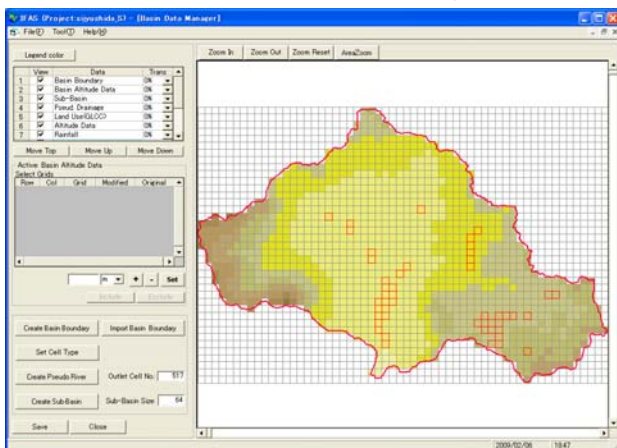 IFAS (Project:sijyushida_S) - [Basin Data Manager]
File(F) Tool(T) Help(H)
Legend color
Zoom In Zoom Out Zoom Reset AreaZoom
View Data Trans
1 Basin Boundary ON
2 Basin Altitude Data ON
3 Sub-Basin ON
4 Pseud. Drainage ON
5 Land Use(GLCC) ON
6 Altitude Data ON
7 Rainfall ON
Move Top Move Up Move Down
Active: Basin Altitude Data
Select Grids
Row Col Grid Modified Original
m + - Set
Include Exclude
Create Basin Boundary Import Basin Boundary
Set Cell Type
Create Pseudo River Outlet Cell No. 517
Create Sub-Basin Sub-Basin Size: 64
Save Close
2009/02/06 10:47